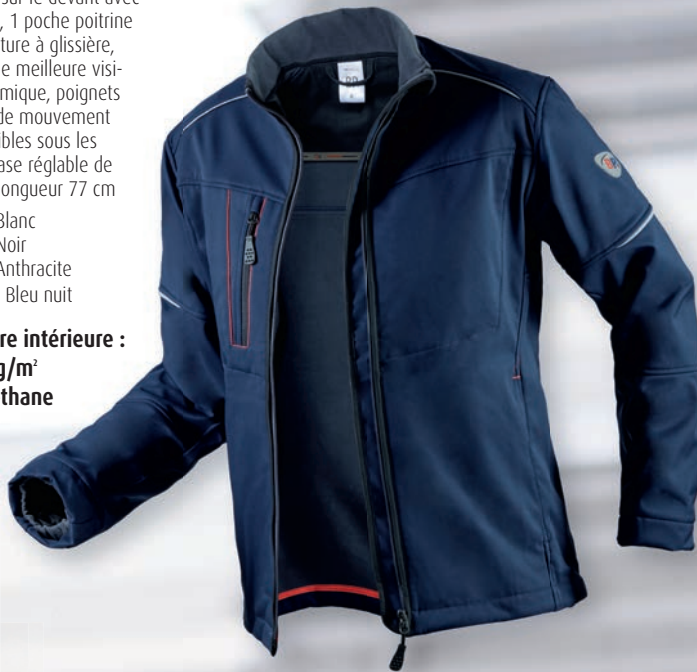 sur le devant avec
, 1 poche poitrine
ture à glissière,
e meilleure visi-
mique, poignets
de mouvement
ibles sous les
ase réglable de
ongueur 77 cm
Blanc
Noir
Anthracite
Bleu nuit
re intérieure :
g/m²
thane